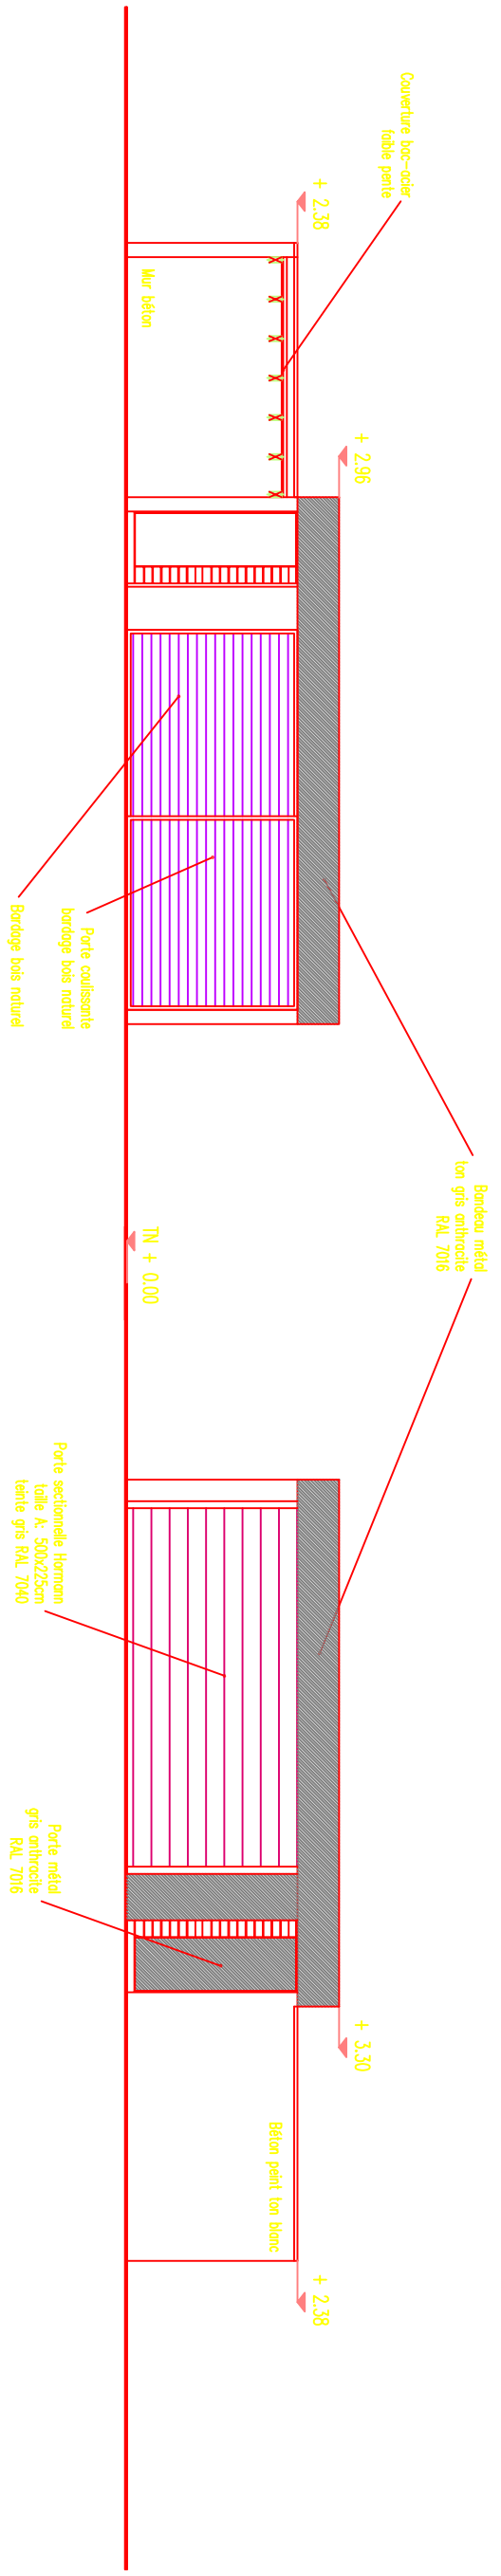 Couverture bac-acier
faible pente
+ 2.38
Mur béton
+ 2.96
Bardage bois naturel
Porte coulissante
bardage bois naturel
Bandeau métal
ton gris anthracite
RAL 7016
TN + 0.00
Porte sectionnelle Hormann
taille A: 500x225cm
teinte gris RAL 7040
Porte métal
gris anthracite
RAL 7016
+ 3.30
Béton peint ton blanc
+ 2.38